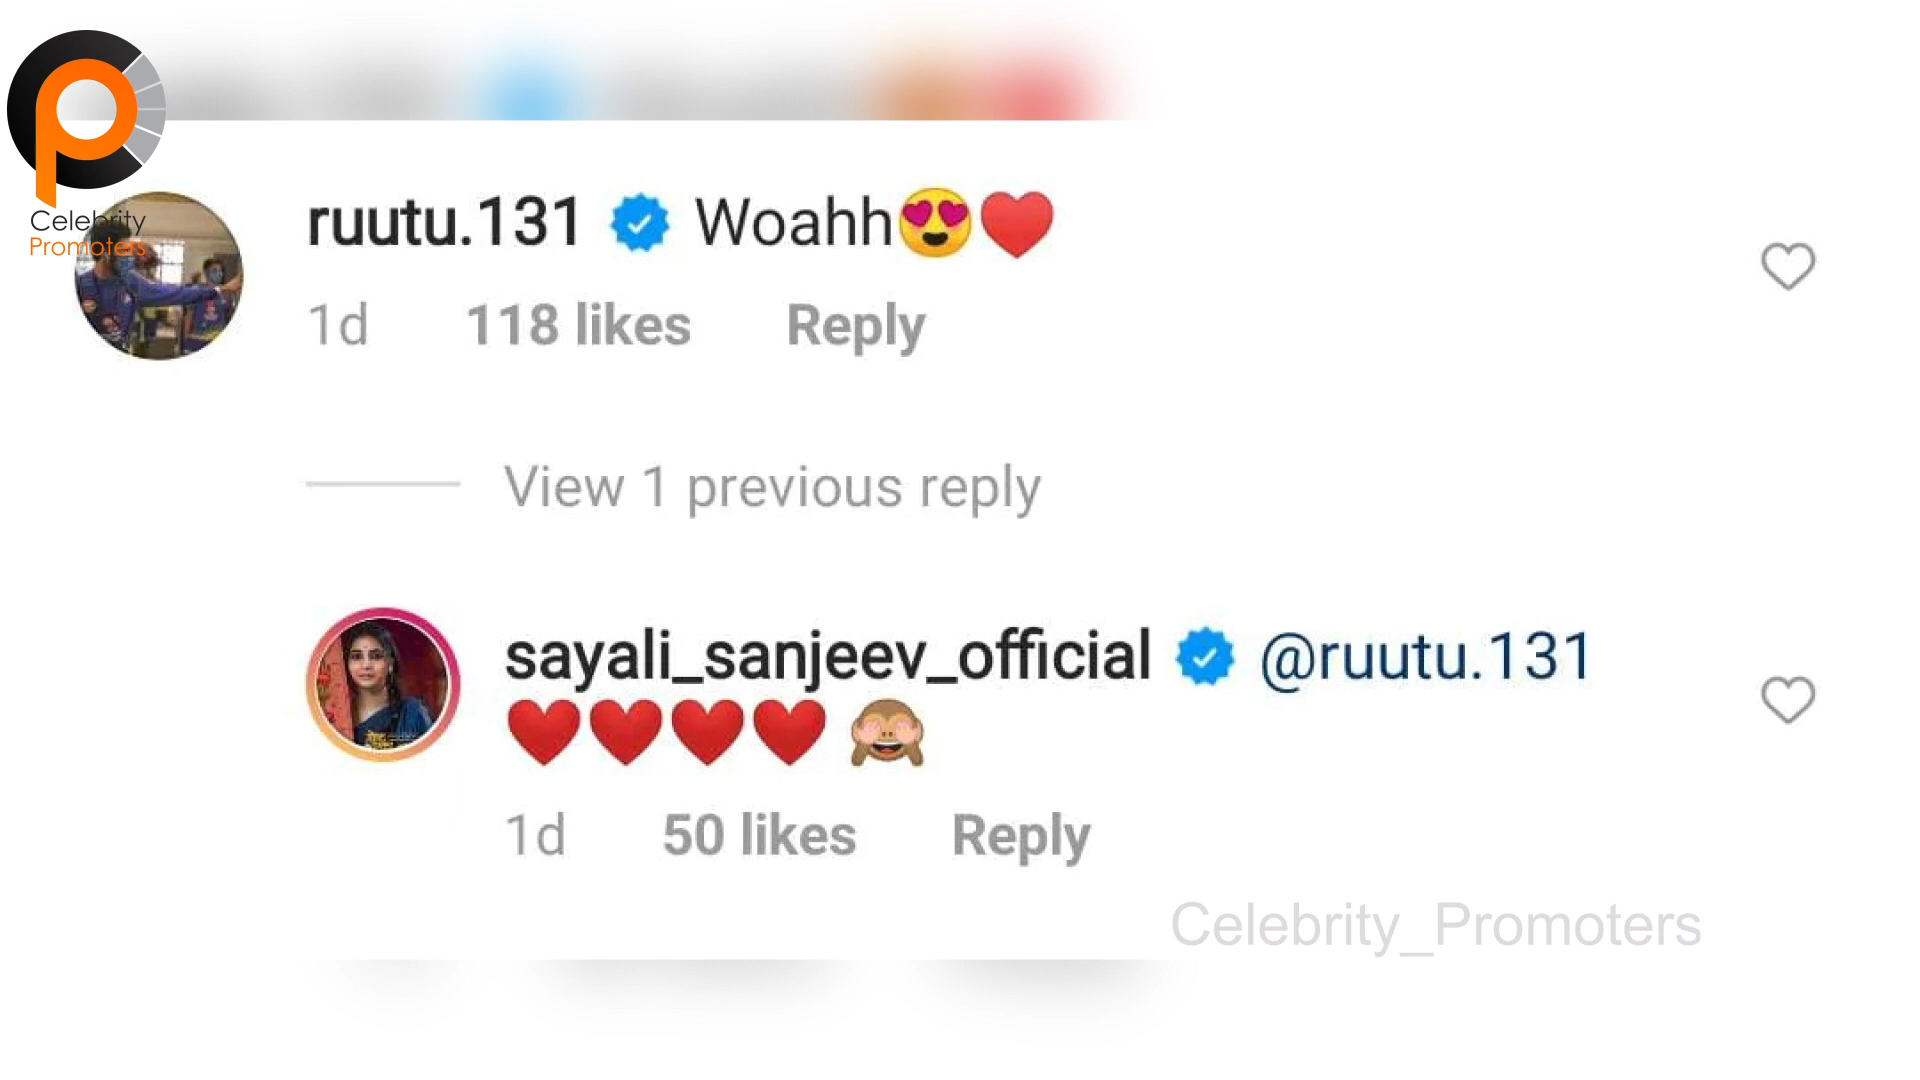 Celebrity
Promoters
ruutu.131 Woahh😍❤️
1d 118 likes Reply
View 1 previous reply
sayali_sanjeev_official @ruutu.131
❤️❤️❤️❤️ 🙈
1d 50 likes Reply
Celebrity_Promoters